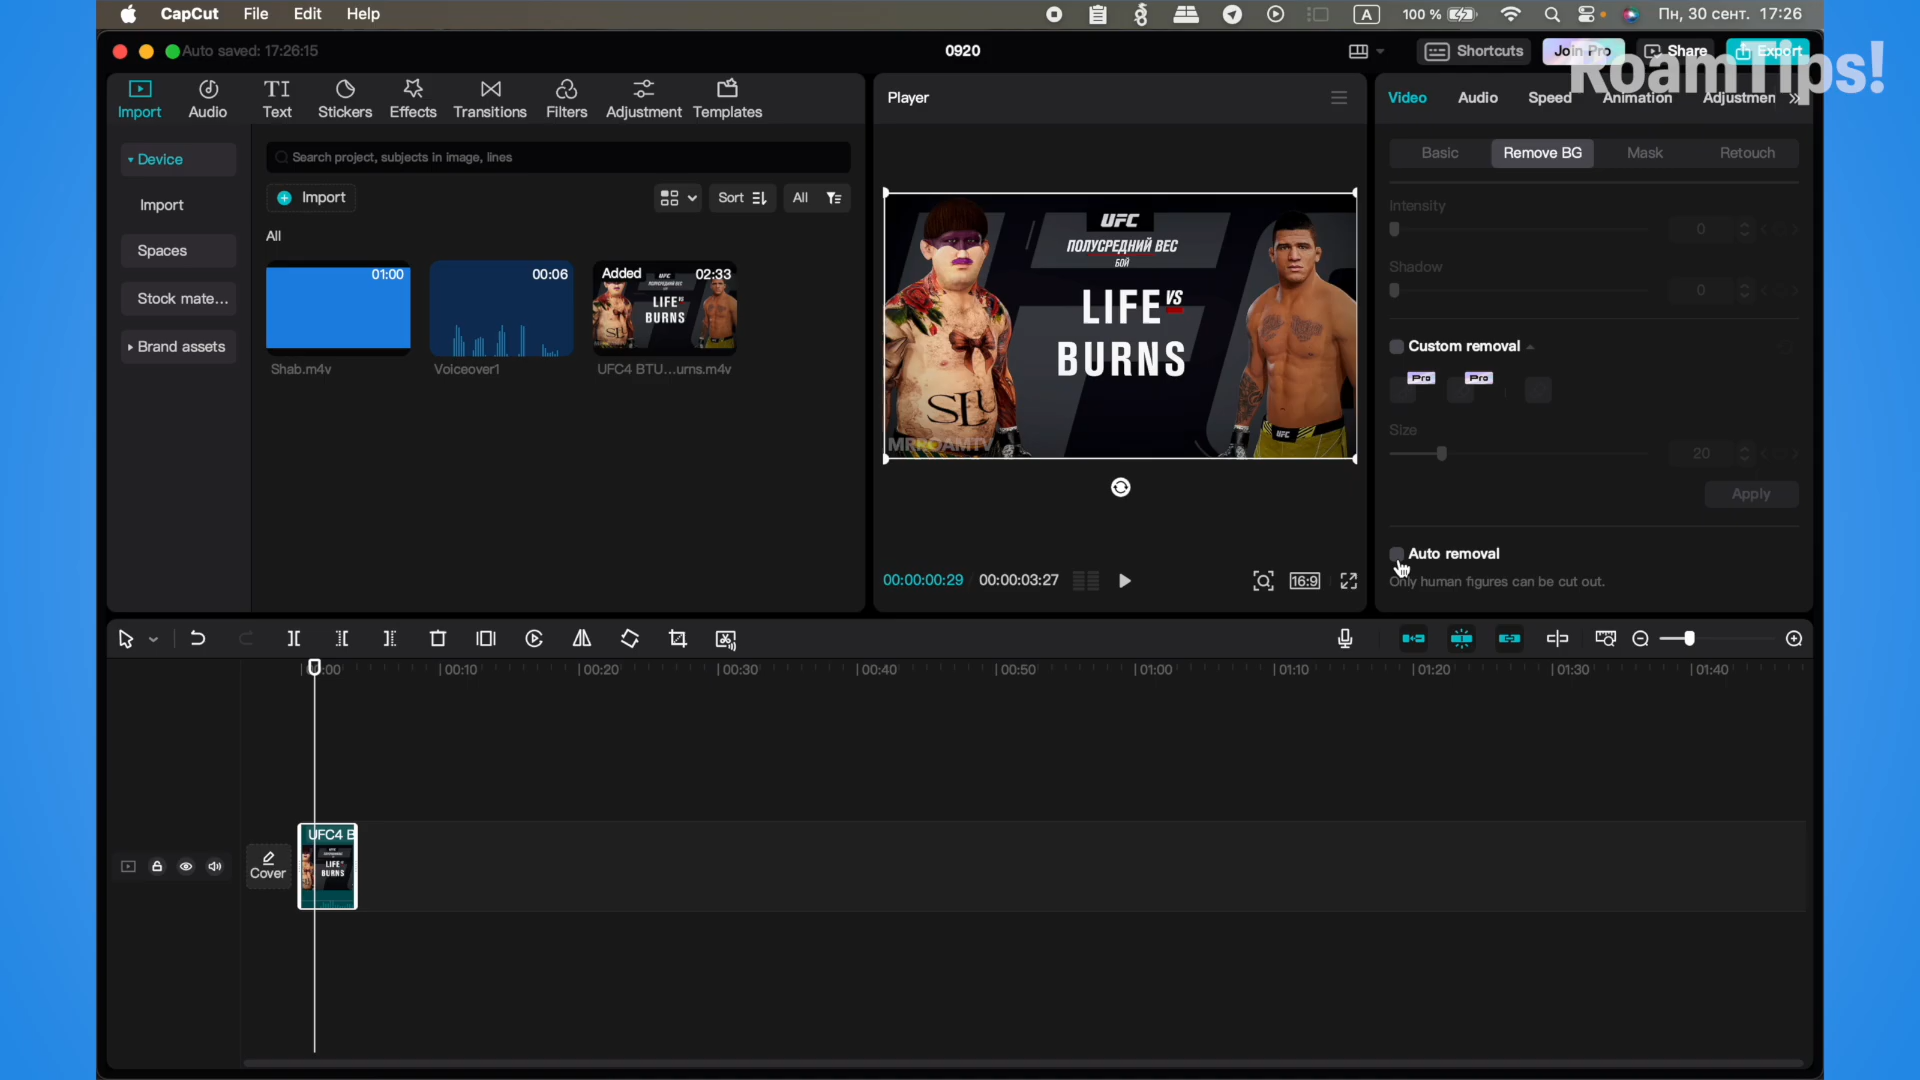 CapCut File Edit Help
A 100 % Пн, 30 сент. 17:26
Auto saved: 17:26:15 0920 Shortcuts Join Pro Share Export
RoamTips!
Import Audio Text Stickers Effects Transitions Filters Adjustment Templates
Device
Import
Spaces
Stock mate...
Brand assets
Search project, subjects in image, lines
Import Sort All
All
01:00
00:06
Added 02:33
Shab.m4v Voiceover1 UFC4 BTU...urns.m4v
Player
UFC
ПОЛУСРЕДНИЙ ВЕС
БОЙ
LIFE VS
BURNS
SLU
MRROAMTV
UFC
00:00:00:29 00:00:03:27 16:9
Video Audio Speed Animation Adjustmen
Basic Remove BG Mask Retouch
Intensity
0
Shadow
0
Custom removal
Pro Pro
Size
20
Apply
Auto removal
Only human figures can be cut out.
00:00 00:10 00:20 00:30 00:40 00:50 01:00 01:10 01:20 01:30 01:40
Cover
UFC4 B
LIFE VS
BURNS